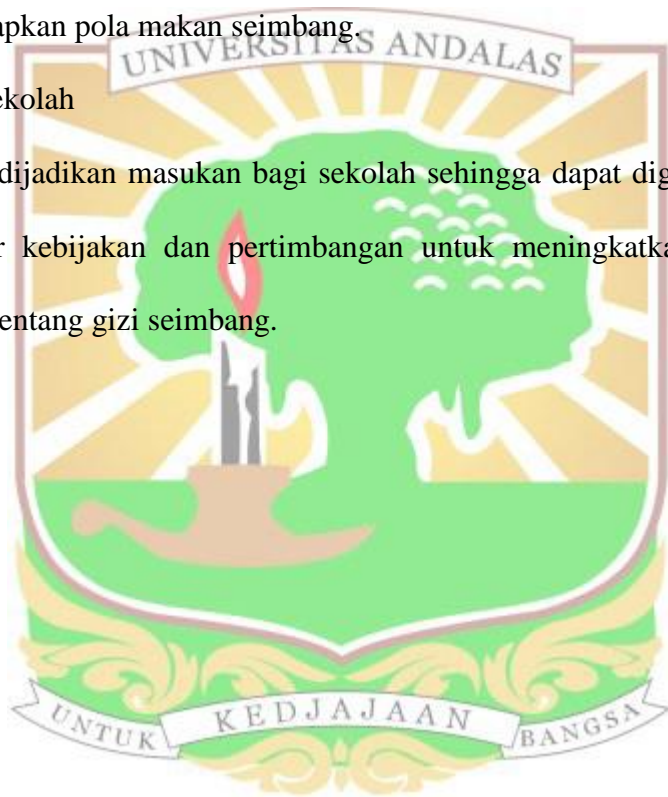 apkan pola makan seimbang.
UNIVERSITAS ANDALAS
ekolah
dijadikan masukan bagi sekolah sehingga dapat dig
r kebijakan dan pertimbangan untuk meningkatka
entang gizi seimbang.
UNTUK KEDJAJAAN BANGSA